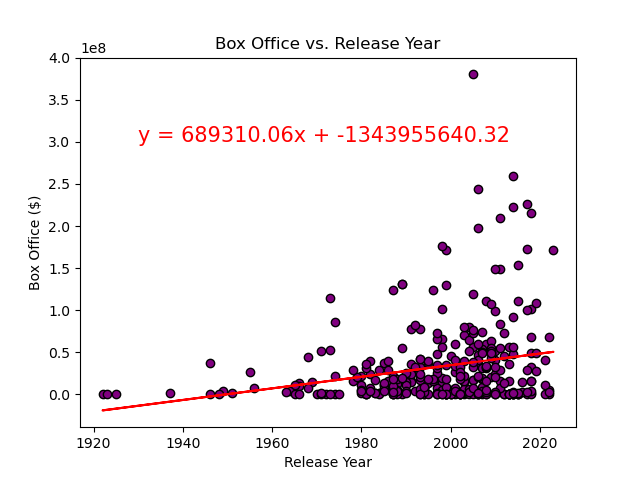 Box Office vs. Release Year
1e8
4.0
3.5
y = 689310.06x + -1343955640.32
3.0
2.5
2.0
1.5
1.0
0.5
0.0
Box Office ($)
1920 1940 1960 1980 2000 2020
Release Year